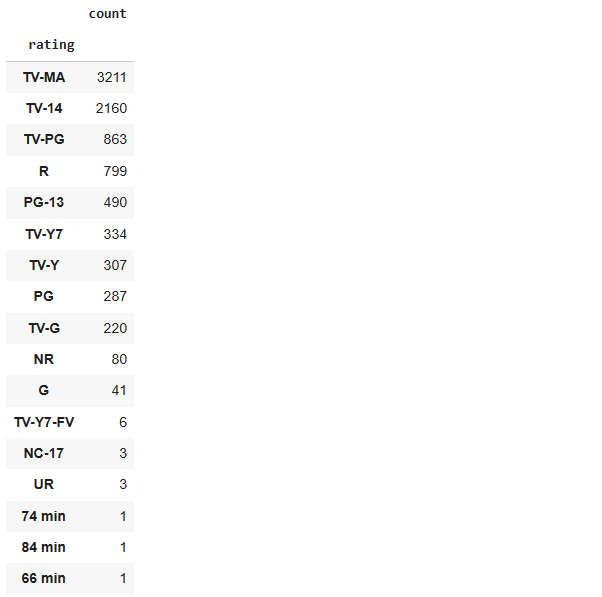 count
rating
TV-MA 3211
TV-14 2160
TV-PG 863
R 799
PG-13 490
TV-Y7 334
TV-Y 307
PG 287
TV-G 220
NR 80
G 41
TV-Y7-FV 6
NC-17 3
UR 3
74 min 1
84 min 1
66 min 1